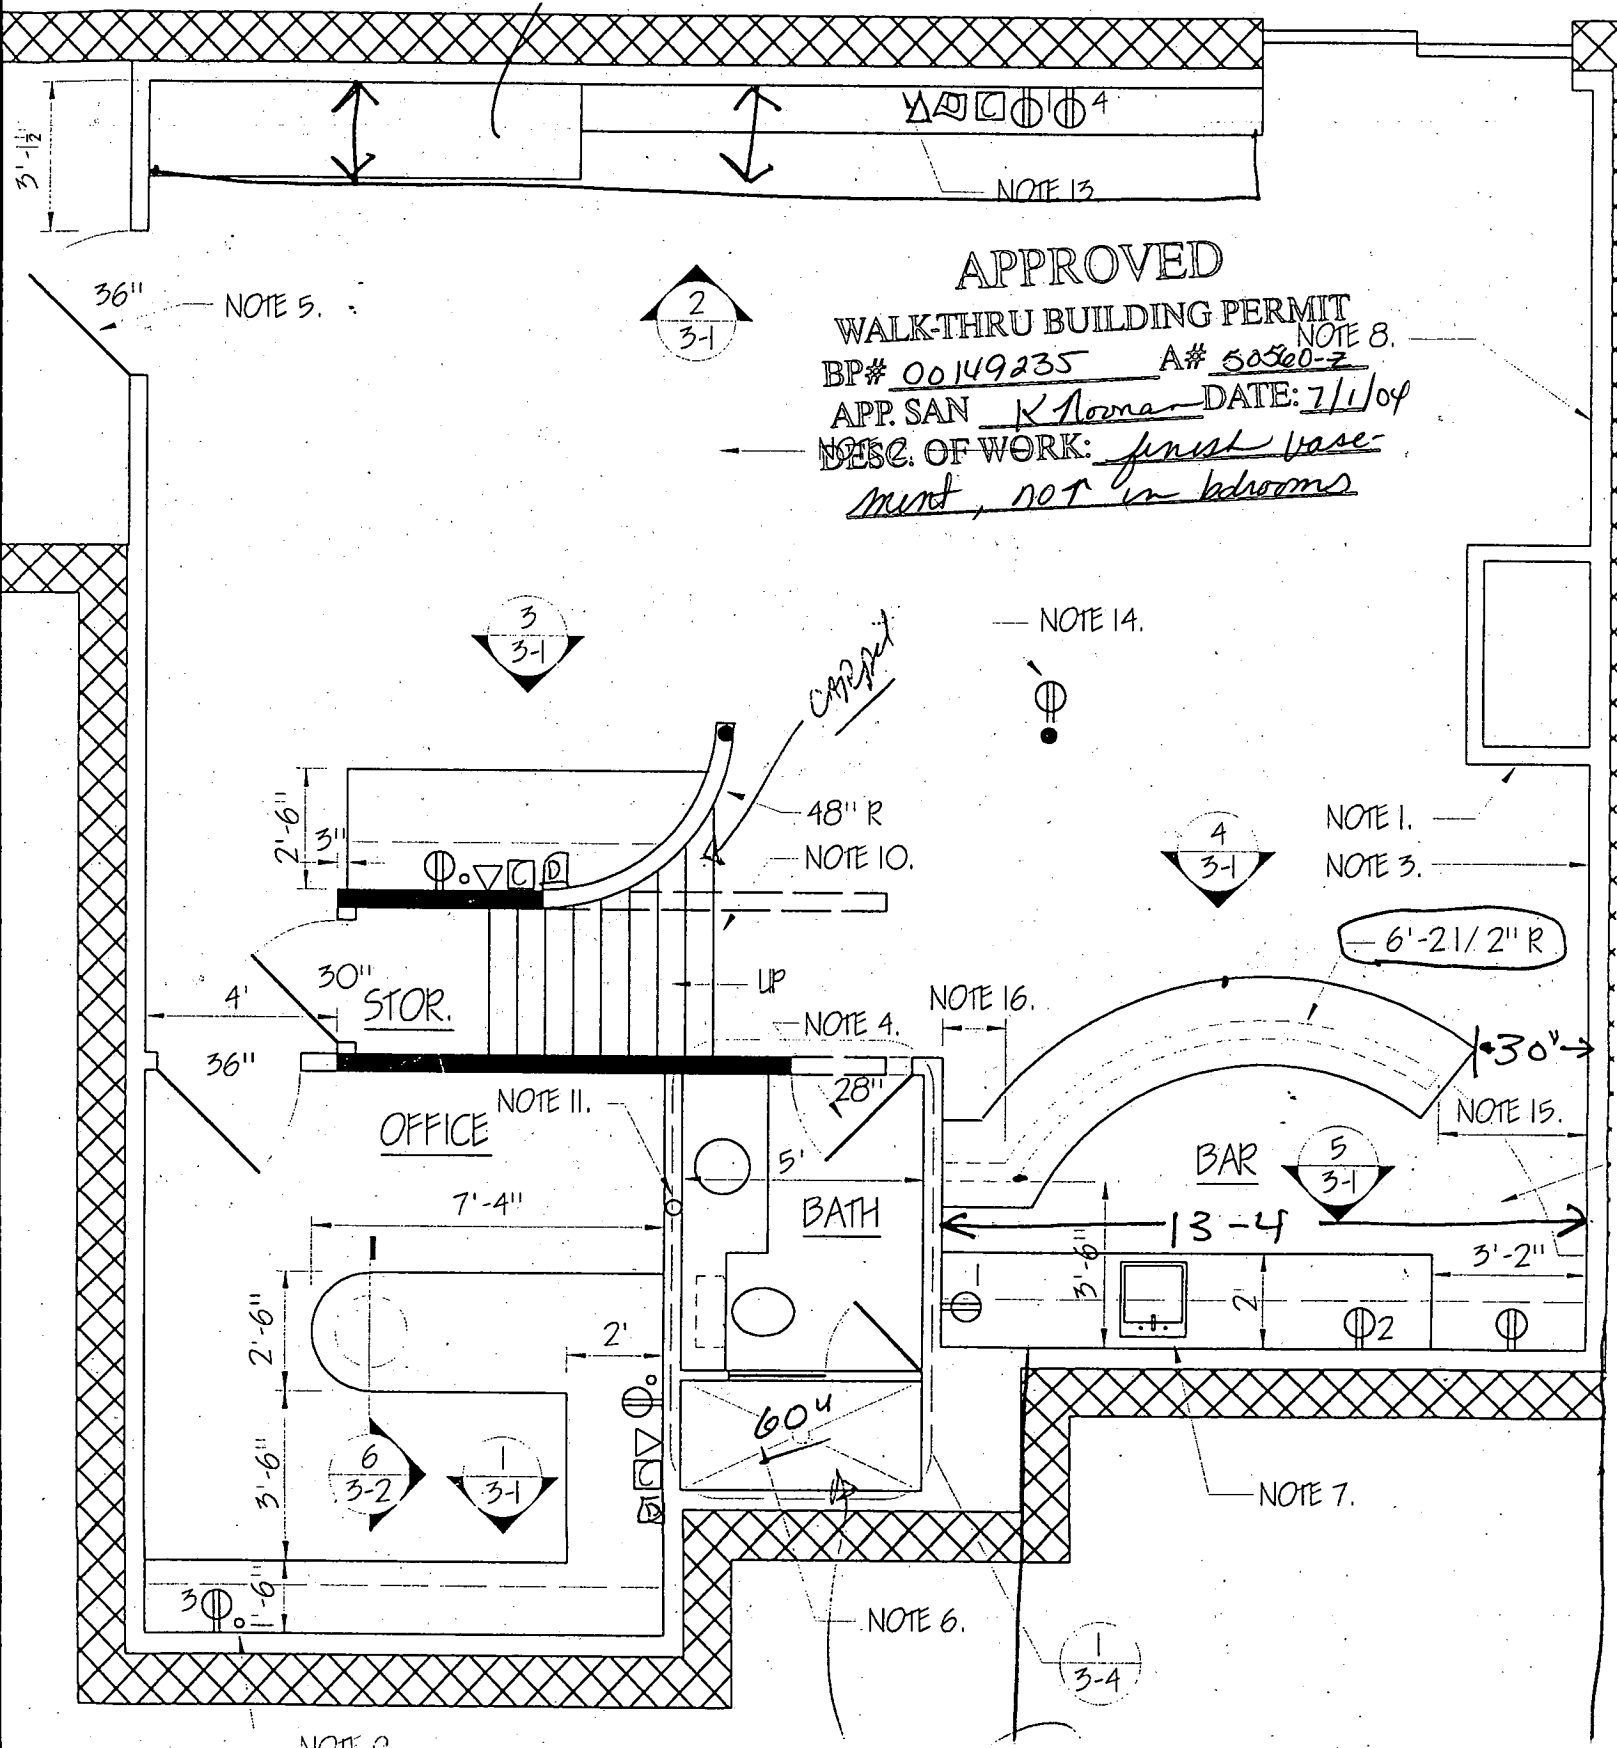 3'-1½
4
NOTE 13
APPROVED
WALK-THRU BUILDING PERMIT
36"
NOTE 5.
2
3-1
NOTE 8.
BP# 00149235 A# 50560-Z
APP. SAN K Noonan DATE: 7/1/04
DESC. OF WORK: finish base-
ment, not in bdrooms
3
3-1
NOTE 14.
CARPET
2'-6"
3"
C D
48" R
NOTE 10.
NOTE 1.
4
3-1
NOTE 3.
6'-2 1/2" R
30"
STOR.
4'
UP
NOTE 16.
NOTE 4.
30"
36"
28"
OFFICE
NOTE 11.
NOTE 15.
5'
BAR
5
3-1
7'-4"
BATH
13-4
3'-6"
3'-2"
2'-6"
2'
2'
2
60"
3'-6"
6
3-2
1
3-1
C
D
NOTE 7.
3
1'-6"
NOTE 6.
1
3-4